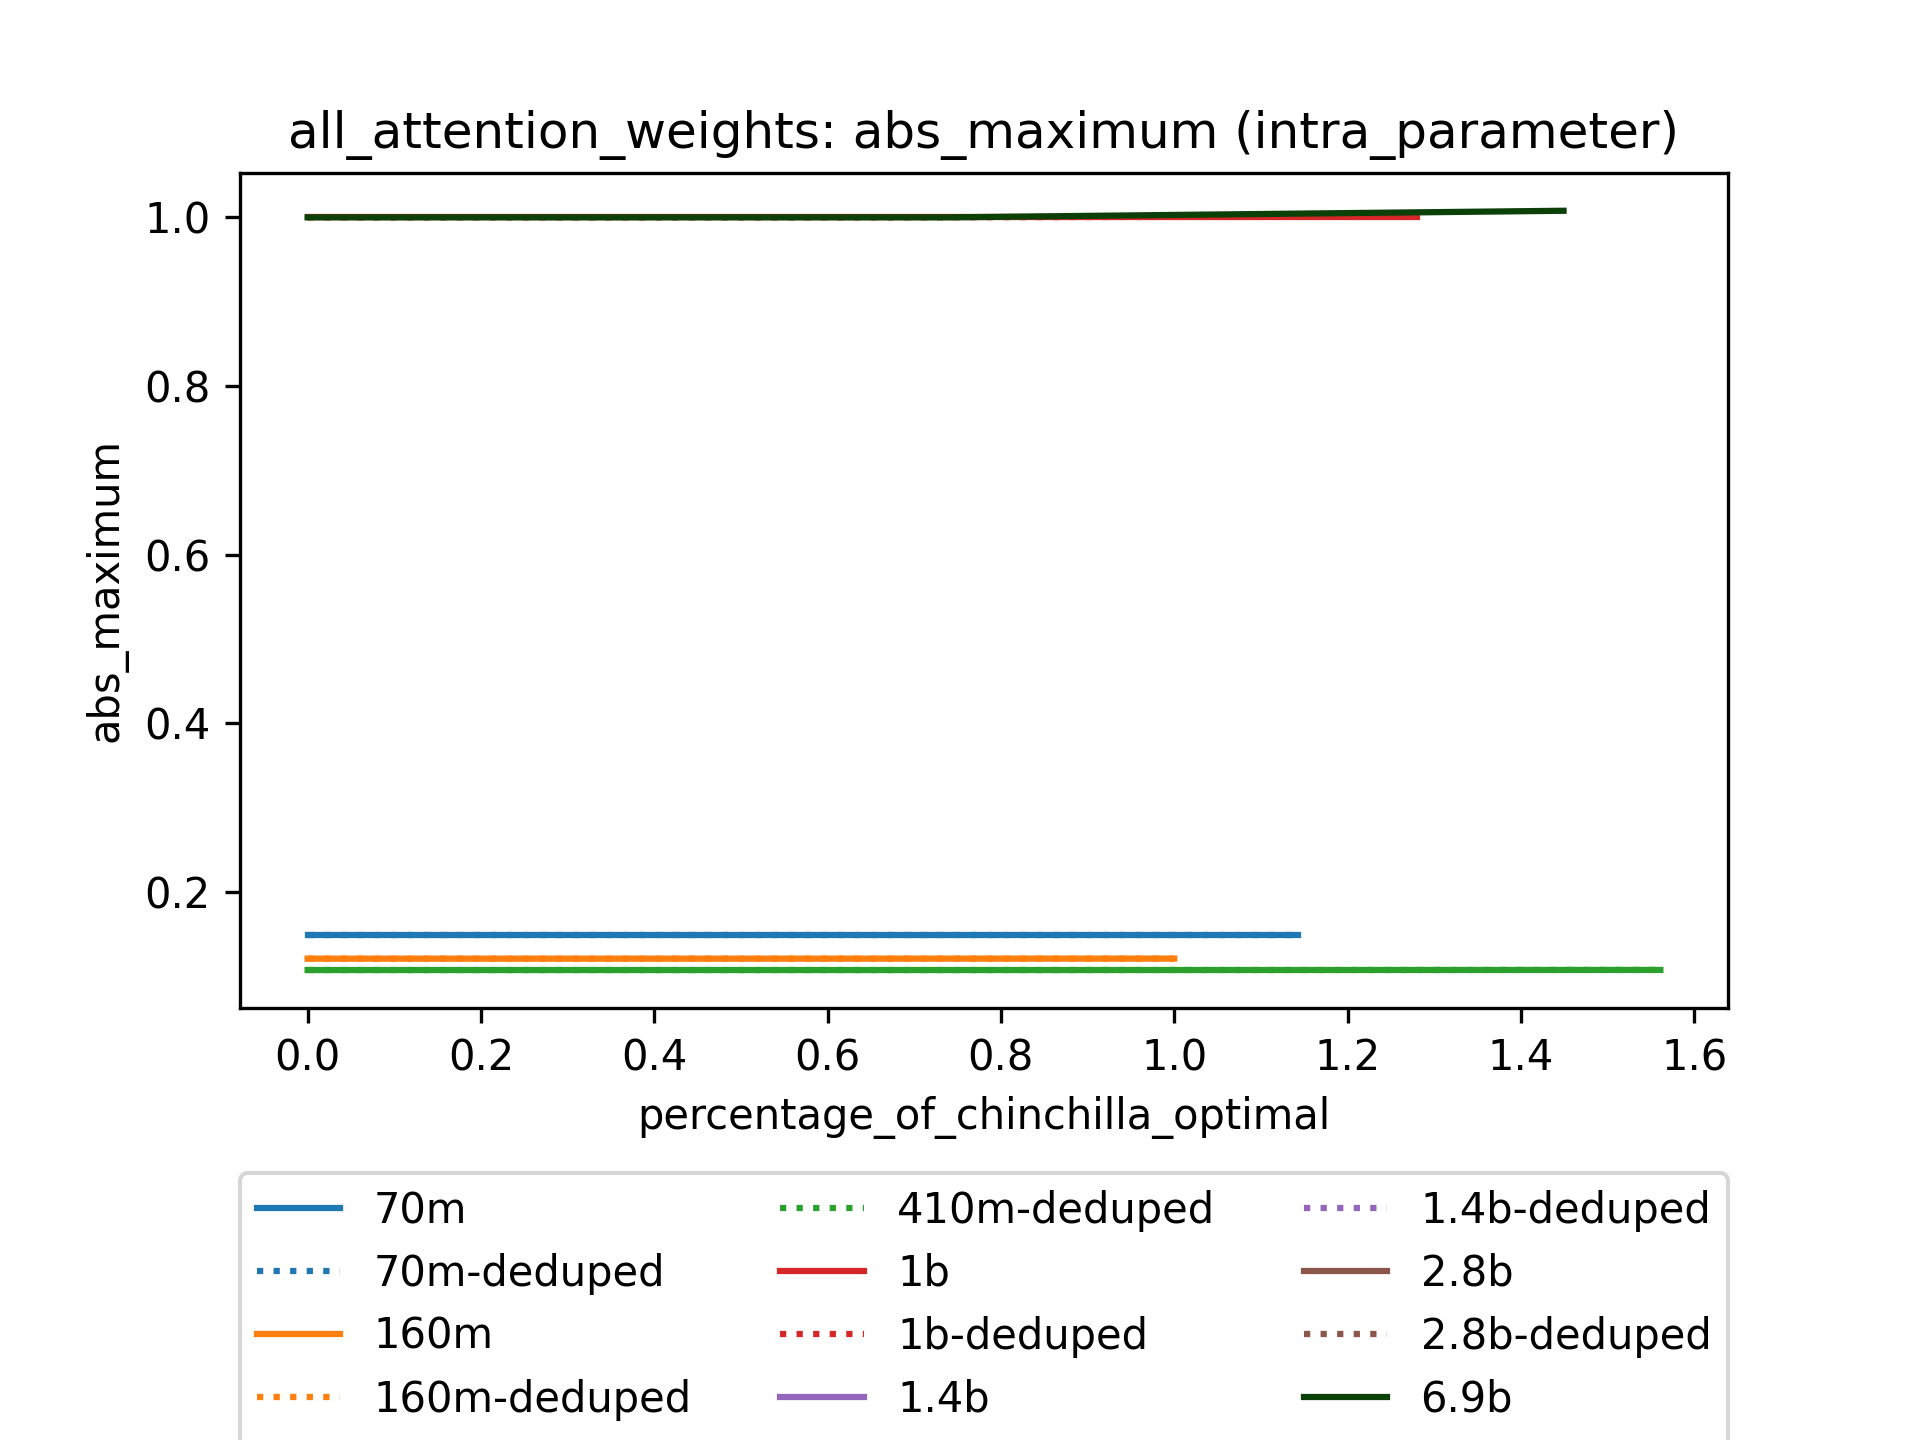 all_attention_weights: abs_maximum (intra_parameter)
1.0
0.8
0.6
0.4
0.2
abs_maximum
0.0 0.2 0.4 0.6 0.8 1.0 1.2 1.4 1.6
percentage_of_chinchilla_optimal
70m 410m-deduped 1.4b-deduped
70m-deduped 1b 2.8b
160m 1b-deduped 2.8b-deduped
160m-deduped 1.4b 6.9b